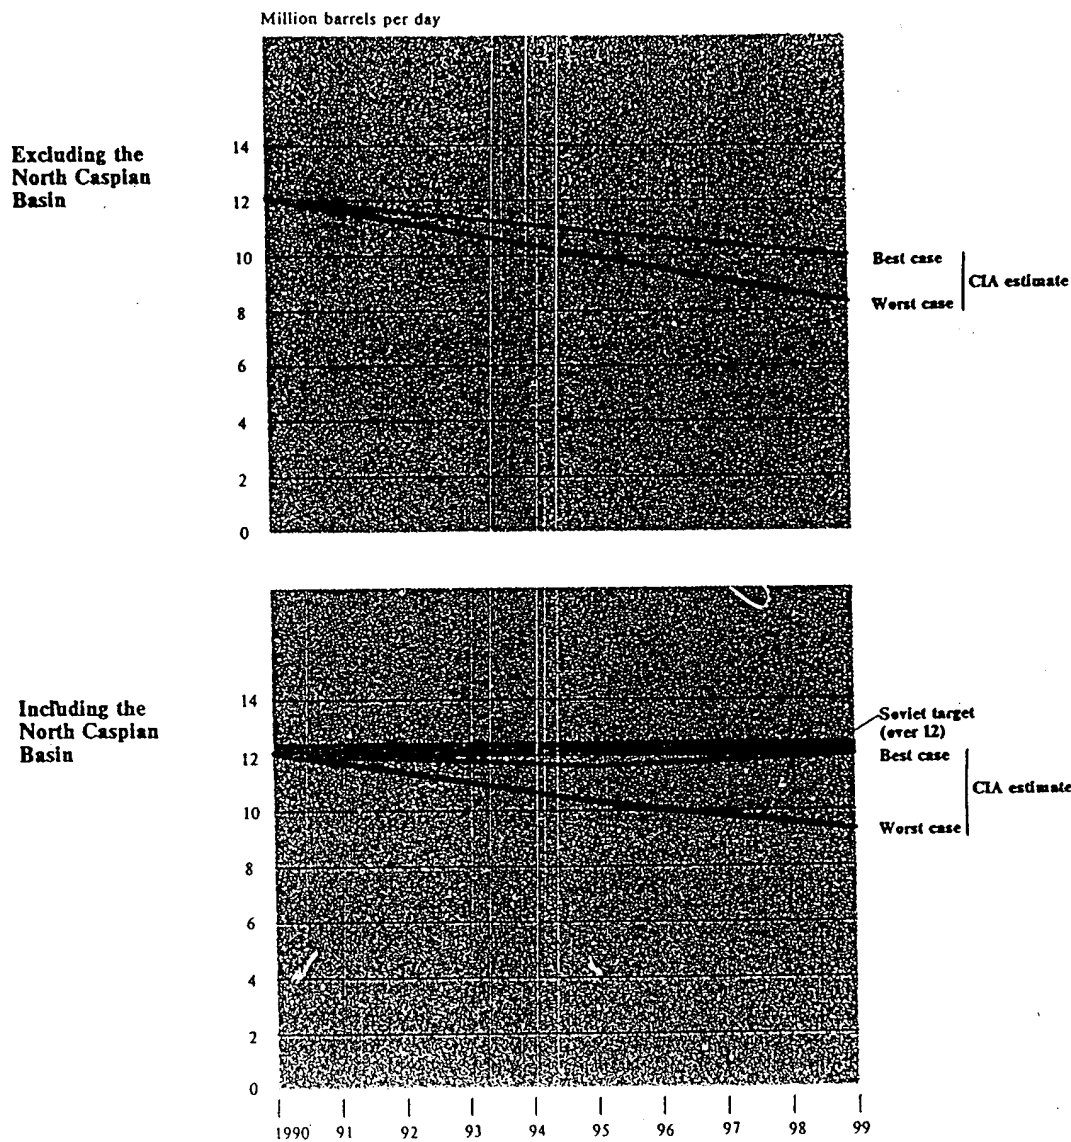 Million barrels per day
Excluding the
North Caspian
Basin
14
12
10
8
6
4
2
0
Best case
Worst case
CIA estimate
Including the
North Caspian
Basin
14
12
10
8
6
4
2
0
Soviet target
(over 12)
Best case
CIA estimate
Worst case
1990 91 92 93 94 95 96 97 98 99